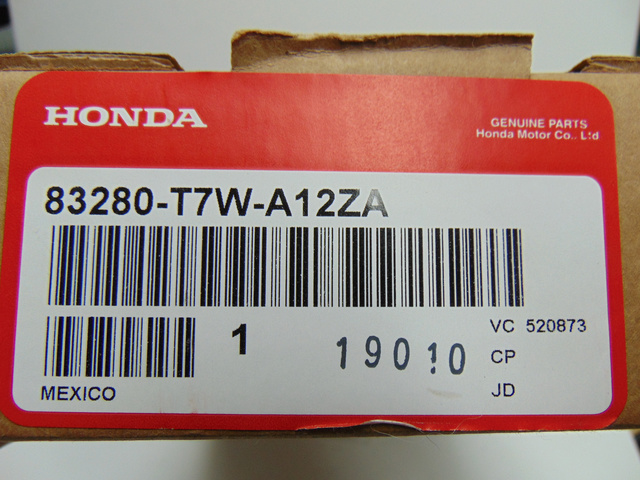 HONDA
GENUINE PARTS
Honda Motor Co., Ltd
83280-T7W-A12ZA
1
19010
VC 520873
CP
JD
MEXICO